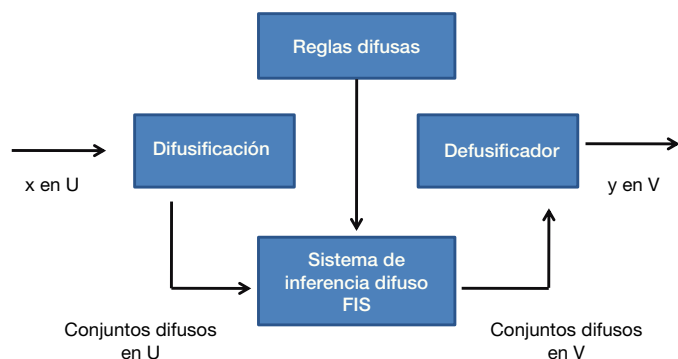 Reglas difusas
Difusificación
Defusificador
x en U
y en V
Sistema de
inferencia difuso
FIS
Conjuntos difusos
en U
Conjuntos difusos
en V